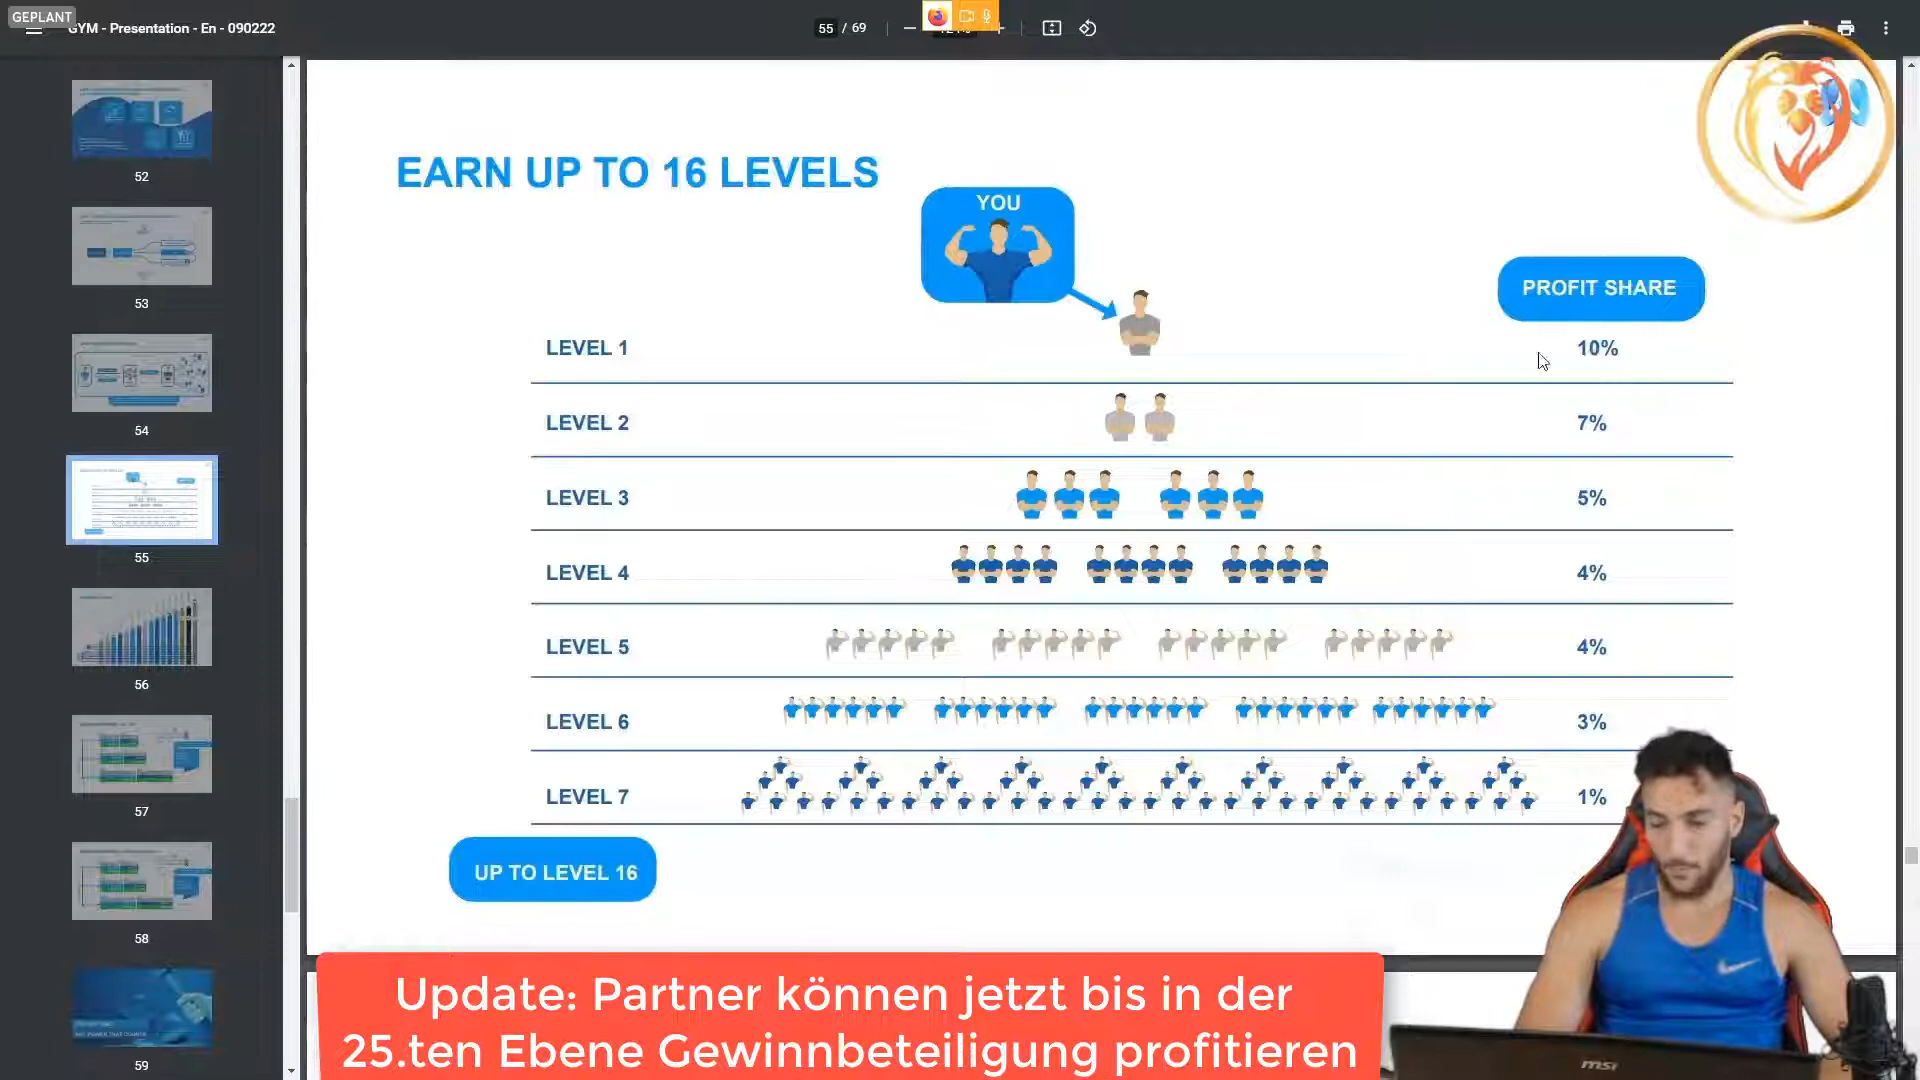 GEPLANT
GYM - Presentation - En - 090222
55 / 69
52
53
54
55
56
57
58
59
EARN UP TO 16 LEVELS
YOU
PROFIT SHARE
LEVEL 1
10%
LEVEL 2
7%
LEVEL 3
5%
LEVEL 4
4%
LEVEL 5
4%
LEVEL 6
3%
LEVEL 7
1%
UP TO LEVEL 16
Update: Partner können jetzt bis in der
25.ten Ebene Gewinnbeteiligung profitieren
msi